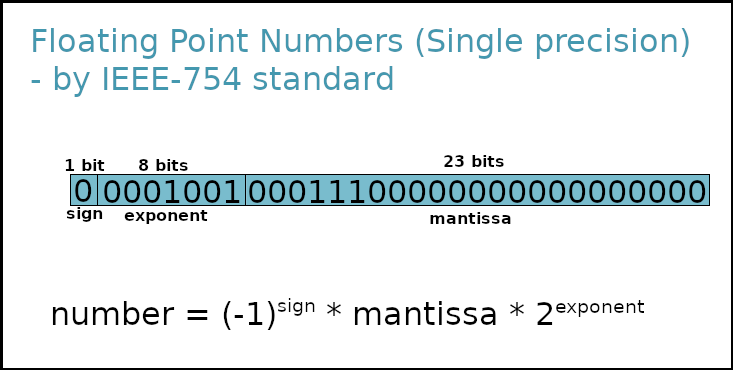 Floating Point Numbers (Single precision)
- by IEEE-754 standard
1 bit 8 bits 23 bits
0 0001001 00011100000000000000000
sign exponent mantissa
number = (-1)^sign * mantissa * 2^exponent